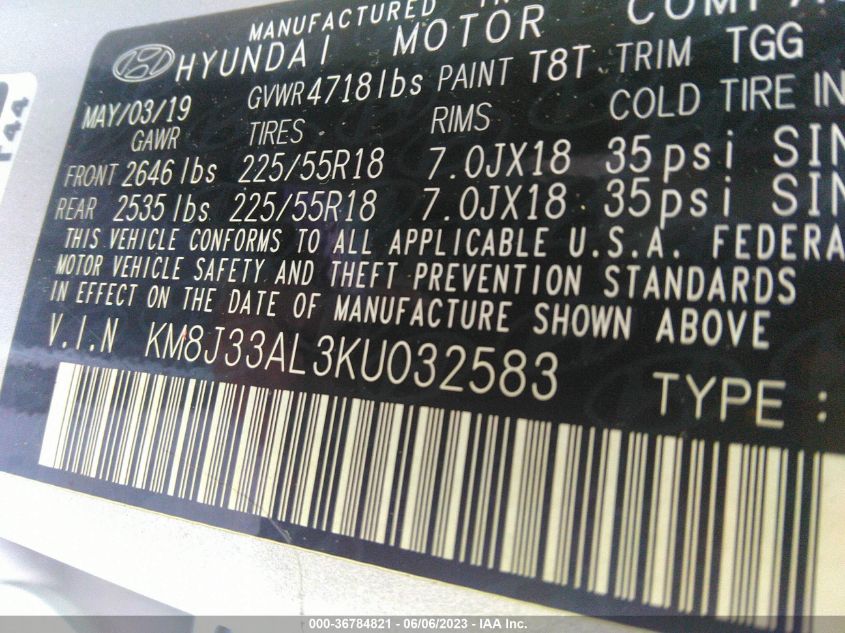 MANUFACTURED
HYUNDAI MOTOR
MAY/03/19 GVWR 4718lbs PAINT T8T TRIM TGG
GAWR TIRES RIMS COLD TIRE
FRONT 2646 lbs 225/55R18 7.0JX18 35psi
REAR 2535 lbs 225/55R18 7.0JX18 35psi
THIS VEHICLE CONFORMS TO ALL APPLICABLE U.S.A. FEDERA
MOTOR VEHICLE SAFETY AND THEFT PREVENTION STANDARDS
IN EFFECT ON THE DATE OF MANUFACTURE SHOWN ABOVE
V.I.N KM8J33AL3KU032583 TYPE :
000-36784821 - 06/06/2023 - IAA Inc.